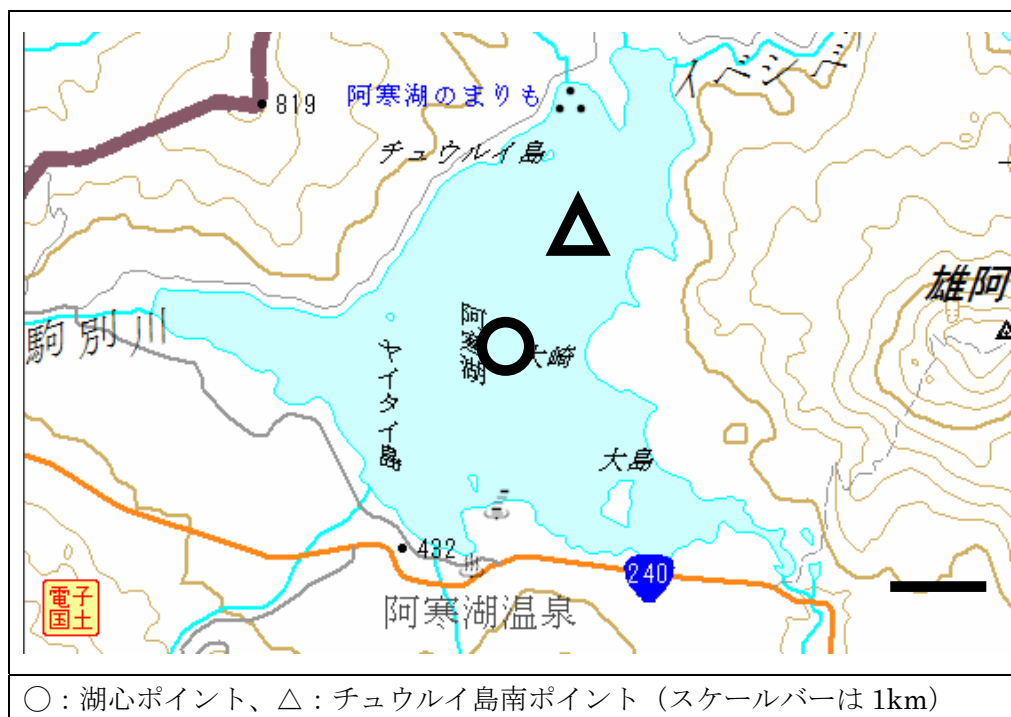 イベシベ
阿寒湖のまりも
819
チュウルイ島
雄阿
駒別川
阿寒湖
大崎
ヤイタイ島
大島
432
240
電子
国土
阿寒湖温泉
○：湖心ポイント、△：チュウルイ島南ポイント（スケールバーは 1km）